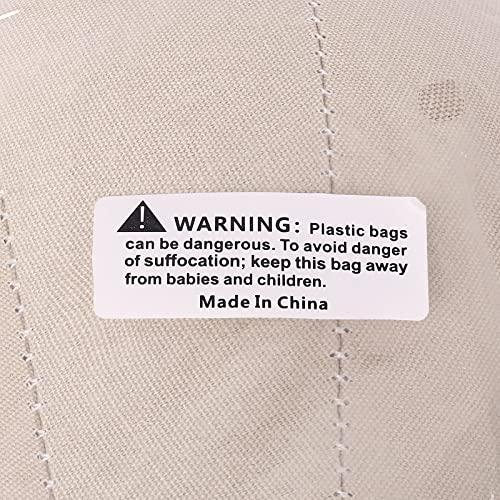 WARNING: Plastic bags
can be dangerous. To avoid danger
of suffocation; keep this bag away
from babies and children.
Made In China